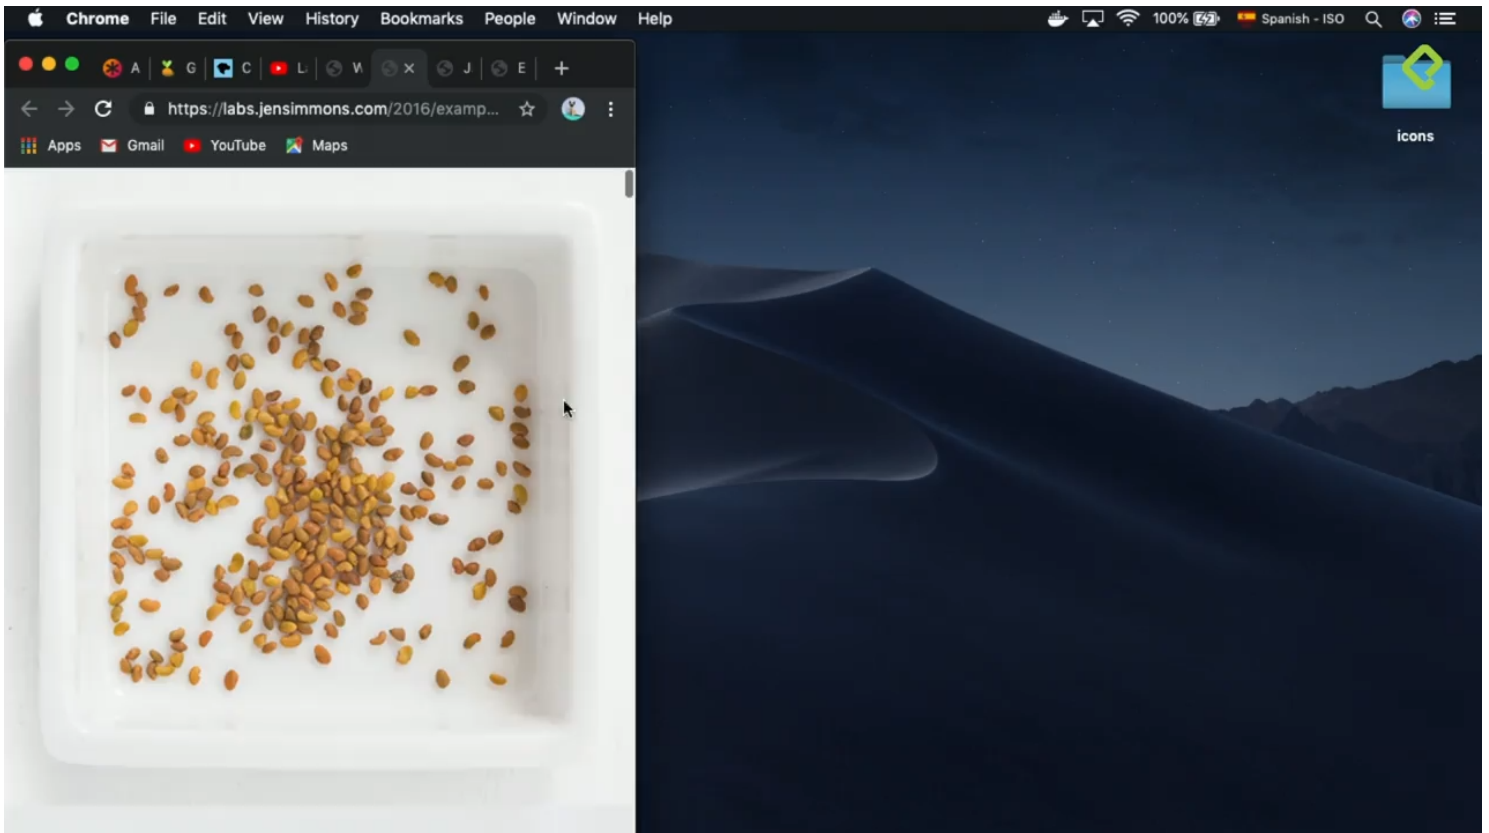 Chrome File Edit View History Bookmarks People Window Help 100% Spanish - ISO
A G C L W J E
https://labs.jensimmons.com/2016/examp...
Apps Gmail YouTube Maps
icons